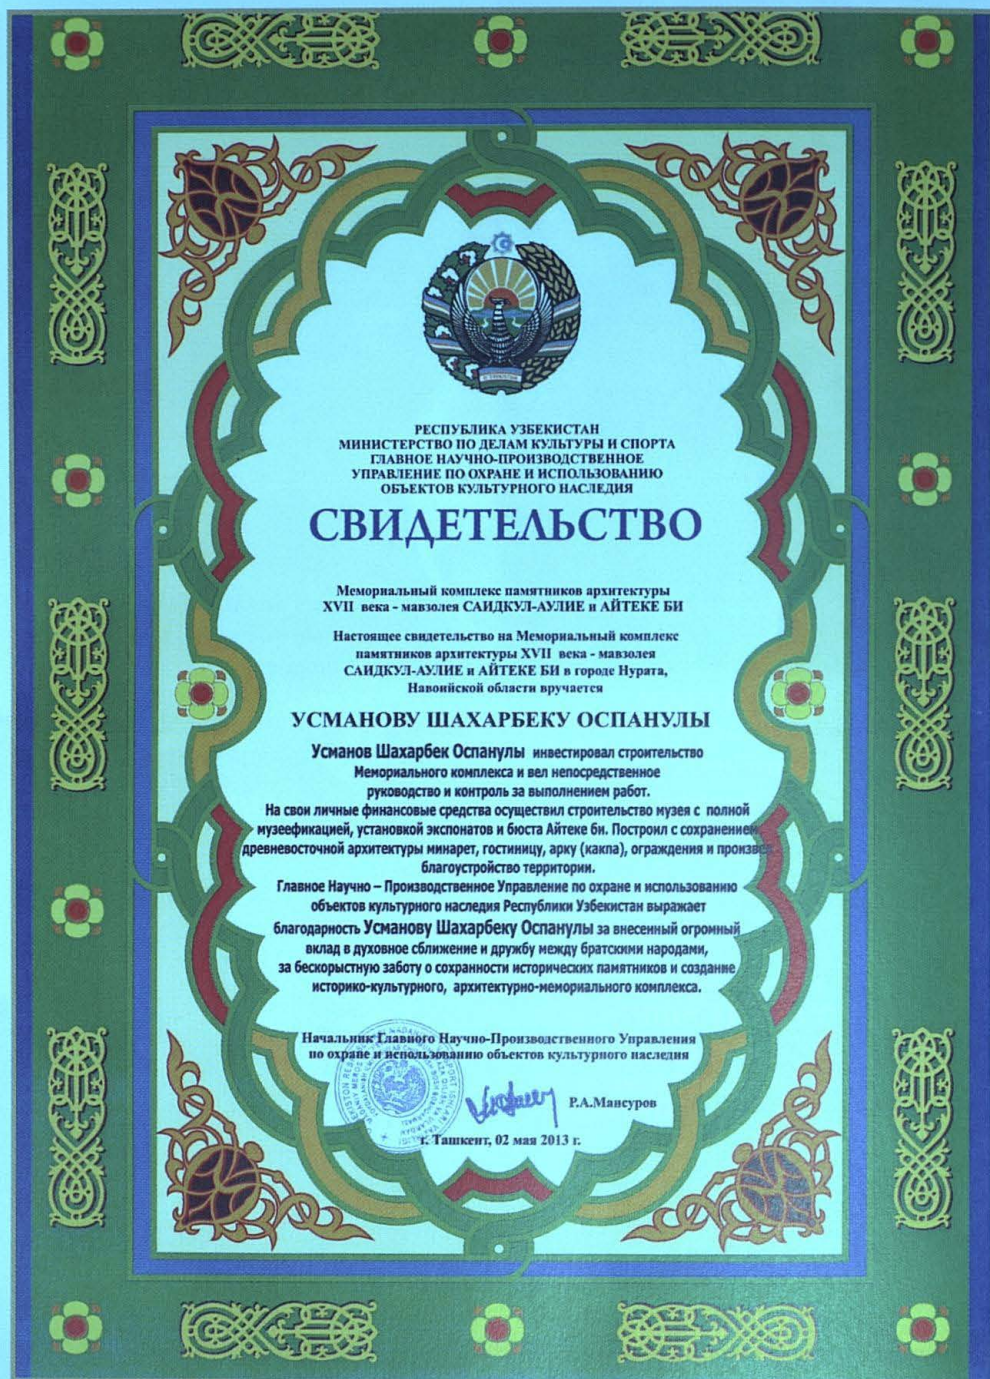 РЕСПУБЛИКА УЗБЕКИСТАН
МИНИСТЕРСТВО ПО ДЕЛАМ КУЛЬТУРЫ И СПОРТА
ГЛАВНОЕ НАУЧНО-ПРОИЗВОДСТВЕННОЕ
УПРАВЛЕНИЕ ПО ОХРАНЕ И ИСПОЛЬЗОВАНИЮ
ОБЪЕКТОВ КУЛЬТУРНОГО НАСЛЕДИЯ
СВИДЕТЕЛЬСТВО
Мемориальный комплекс памятников архитектуры
XVII века - мавзолея САИДКУЛ-АУЛИЕ и АЙТЕКЕ БИ
Настоящее свидетельство на Мемориальный комплекс
памятников архитектуры XVII века - мавзолея
САИДКУЛ-АУЛИЕ и АЙТЕКЕ БИ в городе Нурата,
Навоийской области вручается
УСМАНОВУ ШАХАРБЕКУ ОСПАНУЛЫ
Усманов Шахарбек Оспанулы инвестировал строительство
Мемориального комплекса и вел непосредственное
руководство и контроль за выполнением работ.
На свои личные финансовые средства осуществил строительство музея с полной
музеефикацией, установкой экспонатов и бюста Айтеке би. Построил с сохранением
древневосточной архитектуры минарет, гостиницу, арку (какпа), ограждения и
благоустройство территории.
Главное Научно – Производственное Управление по охране и использованию
объектов культурного наследия Республики Узбекистан выражает
благодарность Усманову Шахарбеку Оспанулы за внесенный огромный
вклад в духовное сближение и дружбу между братскими народами,
за бескорыстную заботу о сохранности исторических памятников и создание
историко-культурного, архитектурно-мемориального комплекса.
Начальник Главного Научно-Производственного Управления
по охране и использованию объектов культурного наследия
Р.А.Мансуров
г. Ташкент, 02 мая 2013 г.